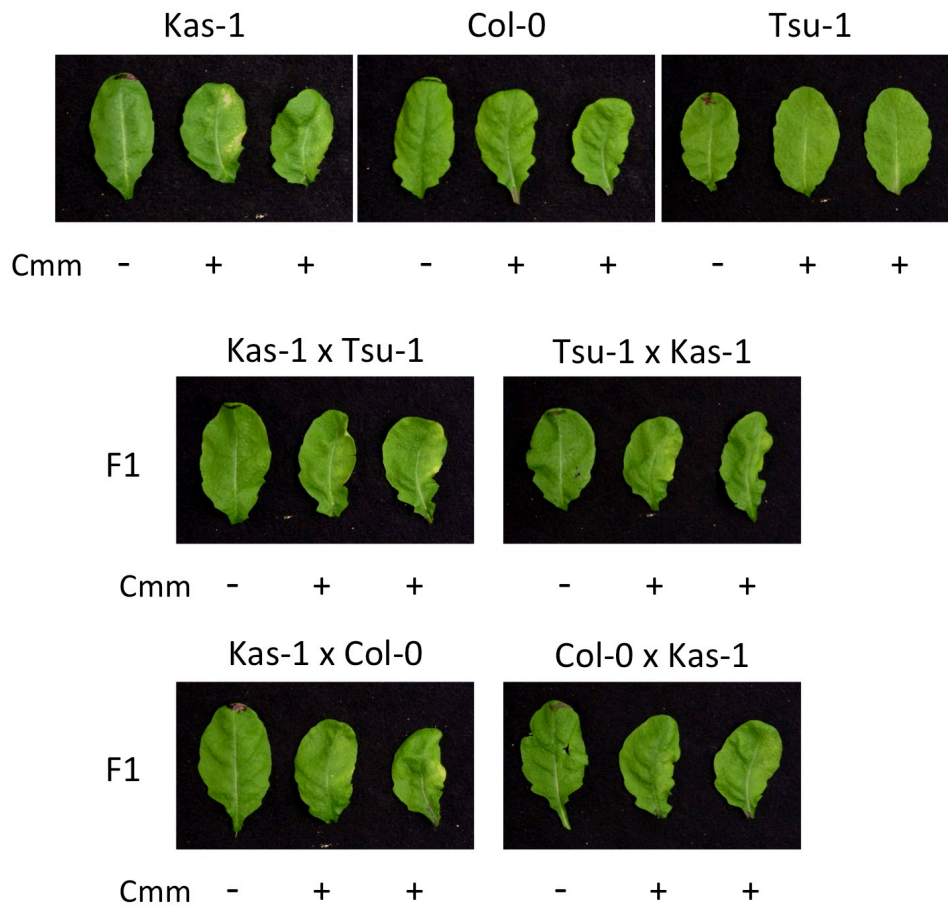 Kas-1 Col-0 Tsu-1
Cmm - + + - + + - + +
Kas-1 x Tsu-1 Tsu-1 x Kas-1
F1
Cmm - + + - + +
Kas-1 x Col-0 Col-0 x Kas-1
F1
Cmm - + + - + +